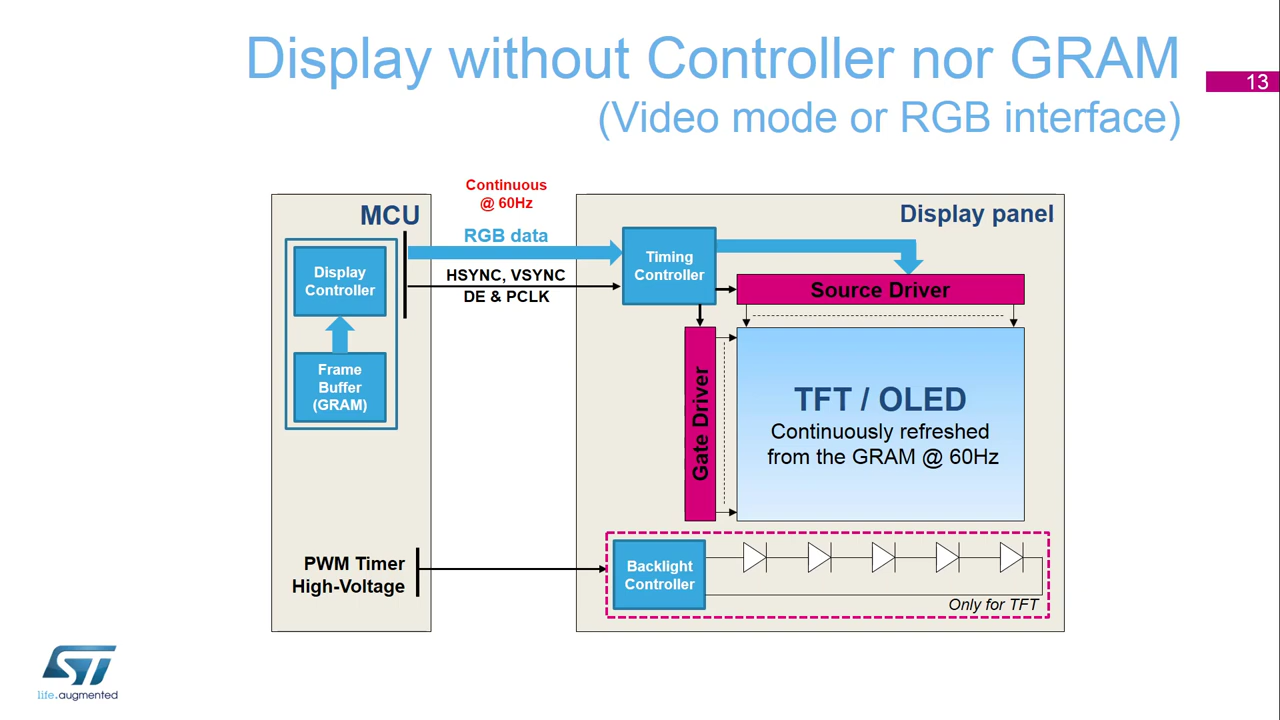 Display without Controller nor GRAM
(Video mode or RGB interface)
13
MCU
Display
Controller
Frame
Buffer
(GRAM)
Continuous
@ 60Hz
RGB data
HSYNC, VSYNC
DE & PCLK
Display panel
Timing
Controller
Source Driver
Gate Driver
TFT / OLED
Continuously refreshed
from the GRAM @ 60Hz
PWM Timer
High-Voltage
Backlight
Controller
Only for TFT
ST
life.augmented